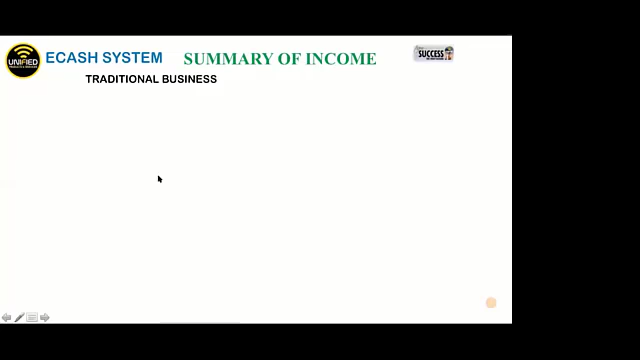 UNIFIED
ECASH SYSTEM
SUMMARY OF INCOME
SUCCESS
TRADITIONAL BUSINESS